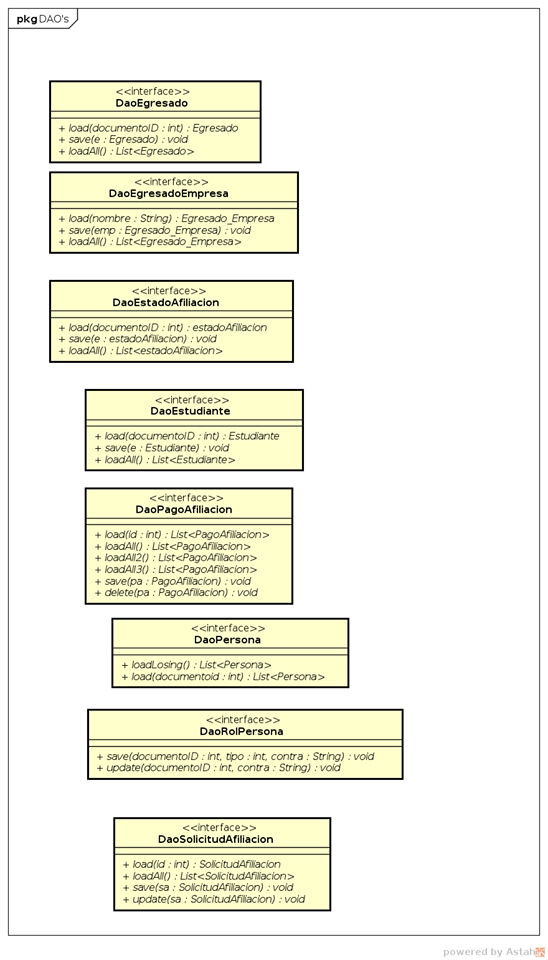 pkg DAO's
<<interface>>
DaoEgresado
+ load(documentoID : int) : Egresado
+ save(e : Egresado) : void
+ loadAll() : List<Egresado>
<<interface>>
DaoEgresadoEmpresa
+ load(nombre : String) : Egresado_Empresa
+ save(emp : Egresado_Empresa) : void
+ loadAll() : List<Egresado_Empresa>
<<interface>>
DaoEstadoAfiliacion
+ load(documentoID : int) : estadoAfiliacion
+ save(e : estadoAfiliacion) : void
+ loadAll() : List<estadoAfiliacion>
<<interface>>
DaoEstudiante
+ load(documentoID : int) : Estudiante
+ save(e : Estudiante) : void
+ loadAll() : List<Estudiante>
<<interface>>
DaoPagoAfiliacion
+ load(id : int) : List<PagoAfiliacion>
+ loadAll() : List<PagoAfiliacion>
+ loadAll2() : List<PagoAfiliacion>
+ loadAll3() : List<PagoAfiliacion>
+ save(pa : PagoAfiliacion) : void
+ delete(pa : PagoAfiliacion) : void
<<interface>>
DaoPersona
+ loadLosing() : List<Persona>
+ load(documentoid : int) : List<Persona>
<<interface>>
DaoRolPersona
+ save(documentoID : int, tipo : int, contra : String) : void
+ update(documentoID : int, contra : String) : void
<<interface>>
DaoSolicitudAfiliacion
+ load(id : int) : SolicitudAfiliacion
+ loadAll() : List<SolicitudAfiliacion>
+ save(sa : SolicitudAfiliacion) : void
+ update(sa : SolicitudAfiliacion) : void
powered by Astah